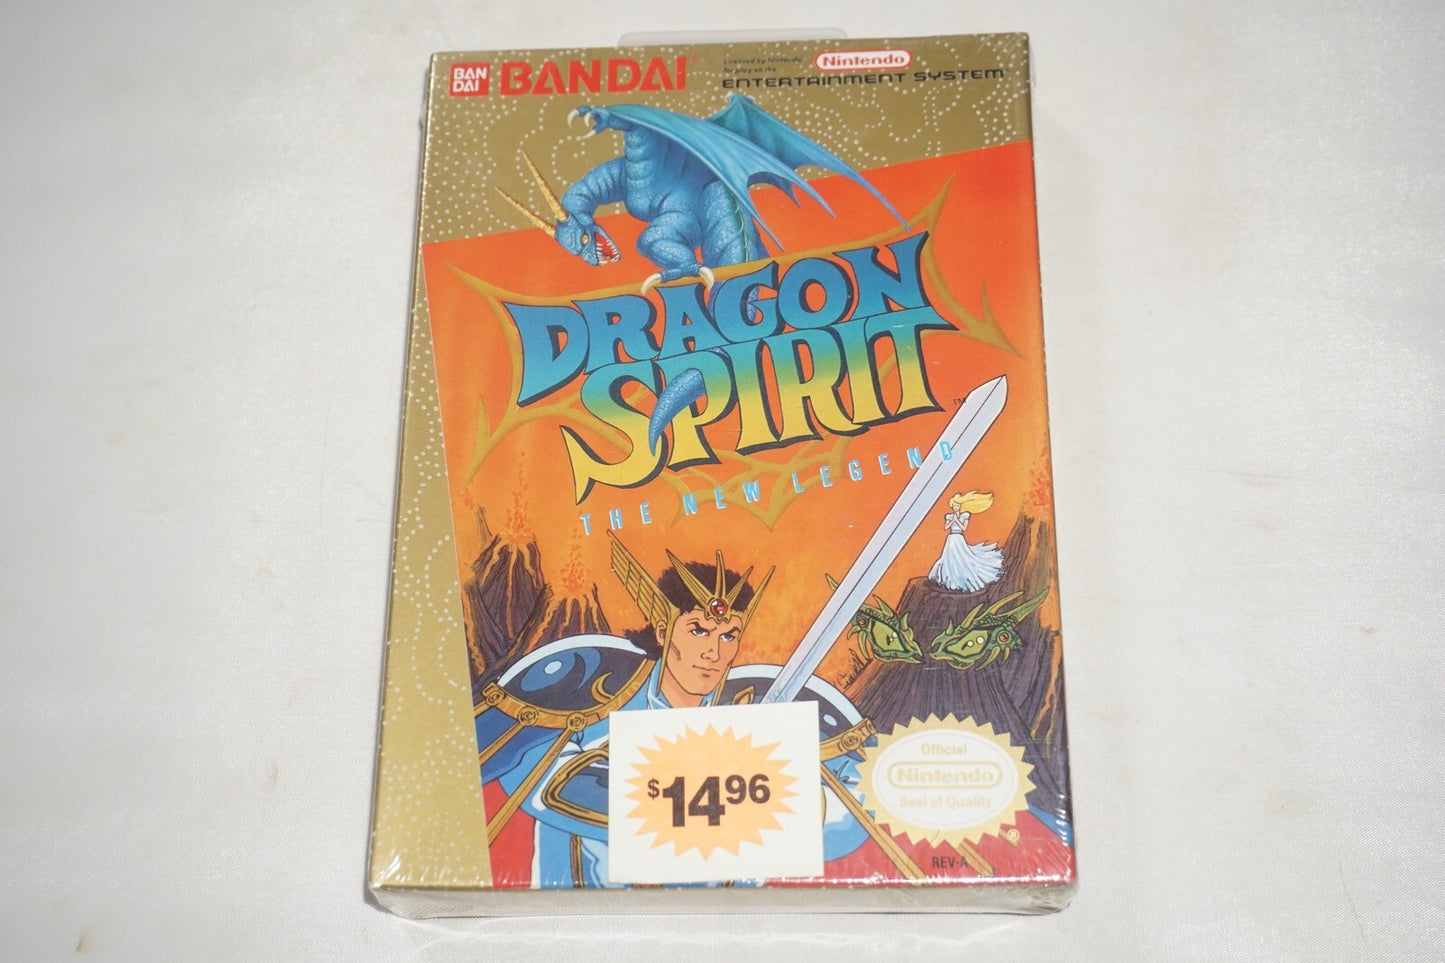 BAN
DAI
BANDAI
Licensed by Nintendo
for play on the
Nintendo
ENTERTAINMENT SYSTEM
DRAGON
SPIRIT
TM
THE NEW LEGEND
$14 96
Official
Nintendo
Seal of Quality
®
REV-A